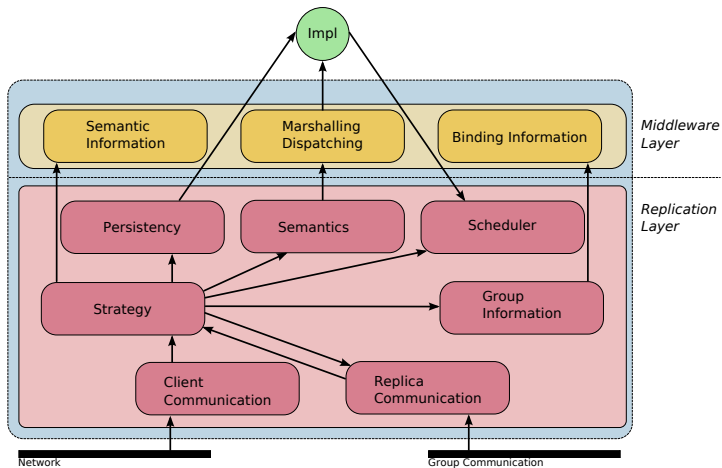 Impl
Semantic
Information
Marshalling
Dispatching
Binding Information
Middleware
Layer
Persistency
Semantics
Scheduler
Replication
Layer
Strategy
Group
Information
Client
Communication
Replica
Communication
Network
Group Communication